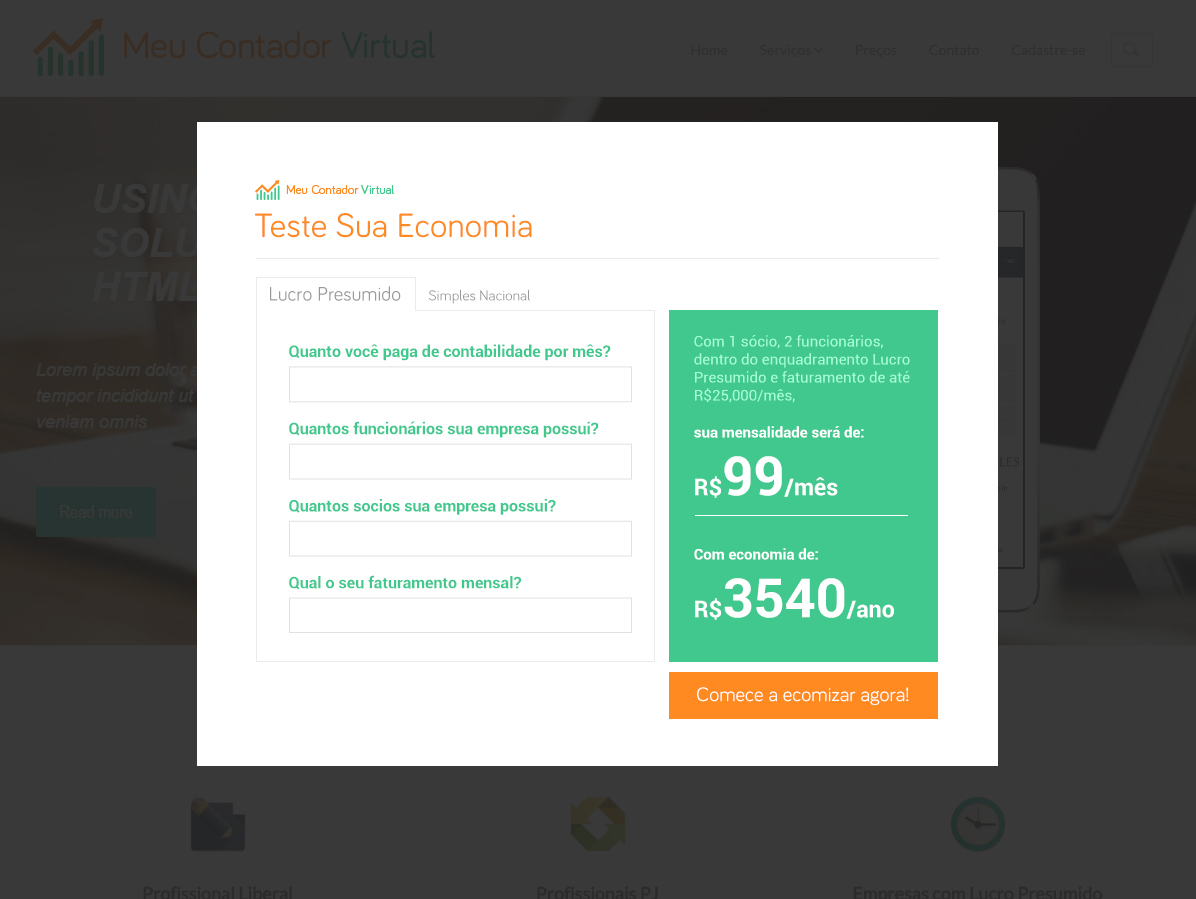 Meu Contador Virtual
Home Serviços Preços Contato Cadastre-se
USING
SOLU
HTML
Lorem ipsum dolor a
tempor incididunt ut
veniam omnis
Read more
Meu Contador Virtual
Teste Sua Economia
Lucro Presumido
Simples Nacional
Quanto você paga de contabilidade por mês?
Quantos funcionários sua empresa possui?
Quantos socios sua empresa possui?
Qual o seu faturamento mensal?
Com 1 sócio, 2 funcionários,
dentro do enquadramento Lucro
Presumido e faturamento de até
R$25,000/mês,
sua mensalidade será de:
R$99/mês
Com economia de:
R$3540/ano
Comece a ecomizar agora!
LES
Profissional Liberal
Profissionais PJ
Empresas com Lucro Presumido